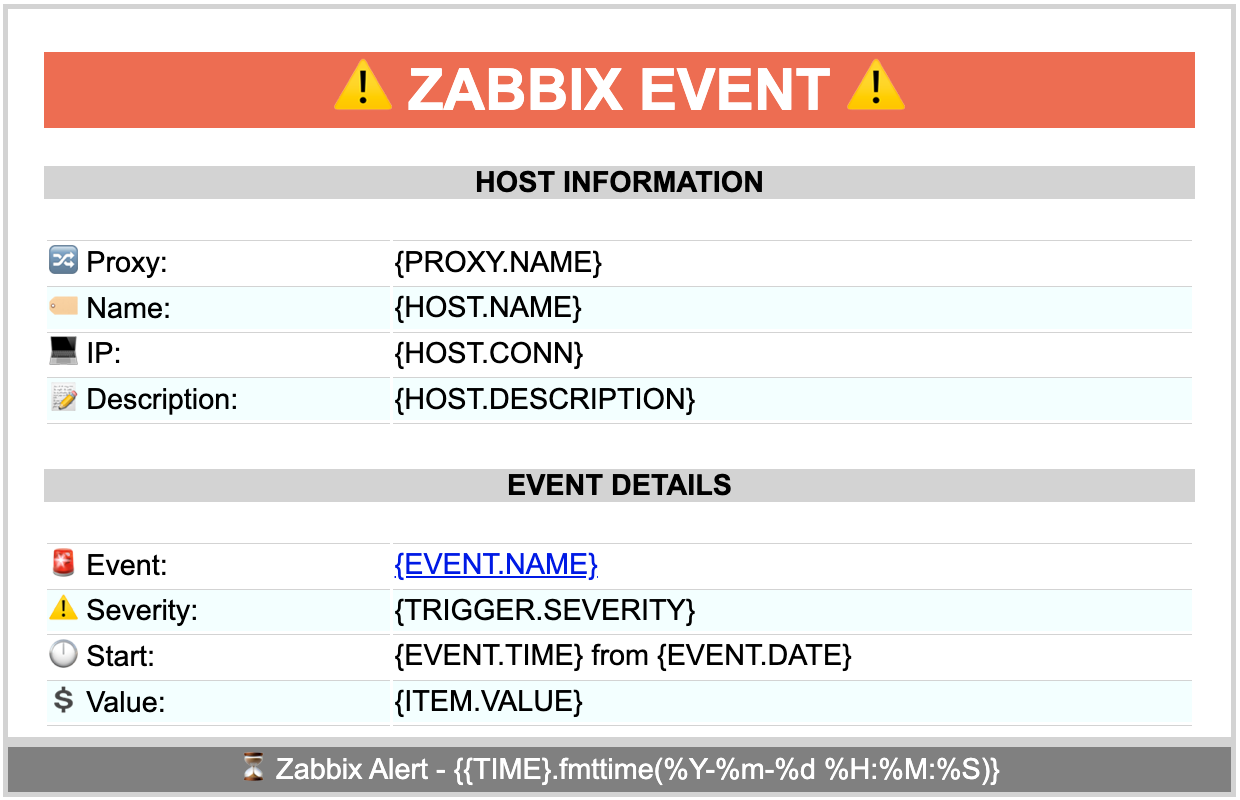 ⚠️ ZABBIX EVENT ⚠️
HOST INFORMATION
🔀 Proxy: {PROXY.NAME}
🏷️ Name: {HOST.NAME}
💻 IP: {HOST.CONN}
📝 Description: {HOST.DESCRIPTION}
EVENT DETAILS
🚨 Event: {EVENT.NAME}
⚠️ Severity: {TRIGGER.SEVERITY}
🕛 Start: {EVENT.TIME} from {EVENT.DATE}
💲 Value: {ITEM.VALUE}
⏳ Zabbix Alert - {{TIME}.fmttime(%Y-%m-%d %H:%M:%S)}